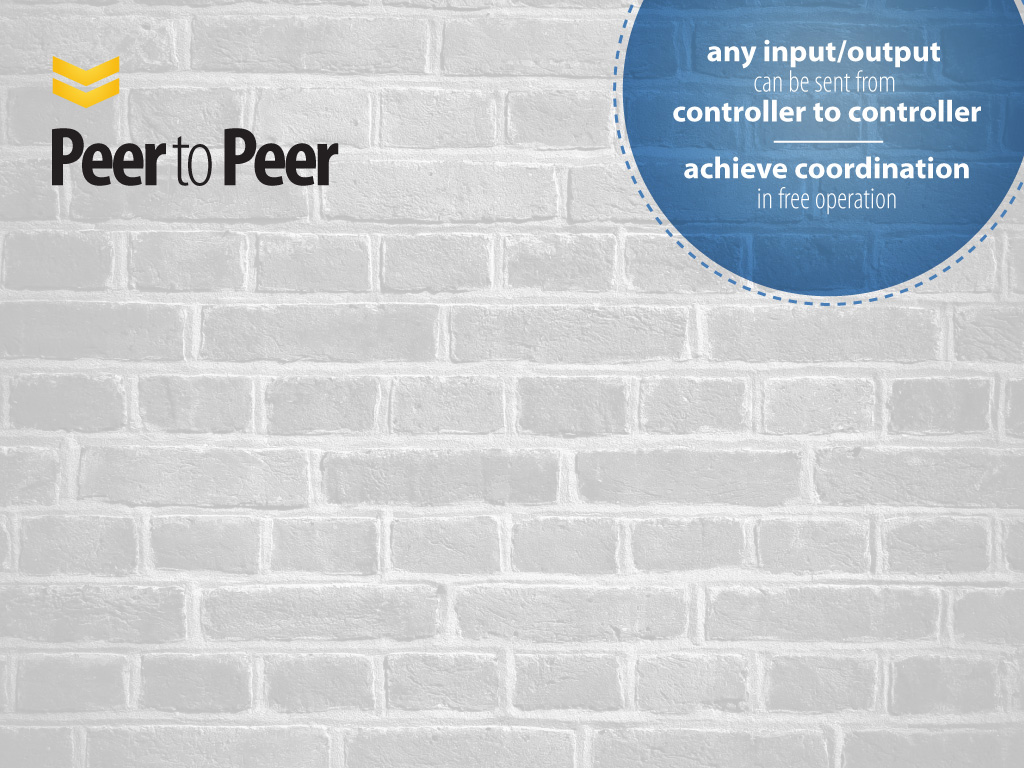 Peer to Peer
any input/output
can be sent from
controller to controller
achieve coordination
in free operation